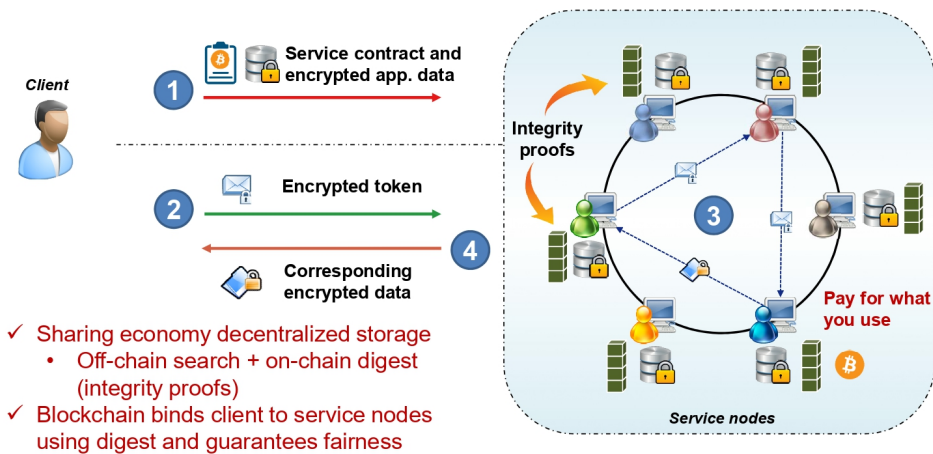 Client
1
Service contract and
encrypted app. data
2
Encrypted token
4
Corresponding
encrypted data
✓ Sharing economy decentralized storage
• Off-chain search + on-chain digest
(integrity proofs)
✓ Blockchain binds client to service nodes
using digest and guarantees fairness
Integrity
proofs
3
Pay for what
you use
Service nodes